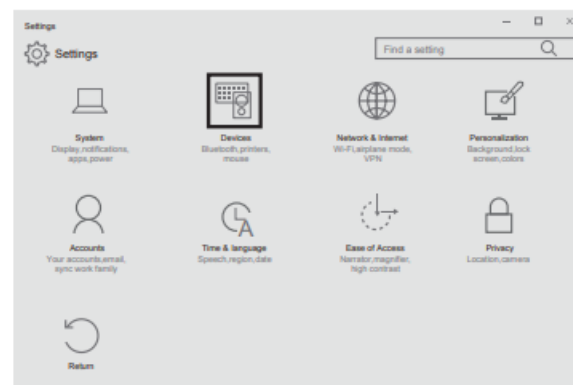 Settings
Settings
Find a setting
System
Display,notifications,
apps,power
Devices
Bluetooth,printers,
mouse
Network & Internet
Wi-Fi,airplane mode,
VPN
Personalization
Background,lock
screen,colors
Accounts
Your accounts,email,
sync work family
Time & language
Speech,region,date
Ease of Access
Narrator,magnifier,
high contrast
Privacy
Location,camera
Return